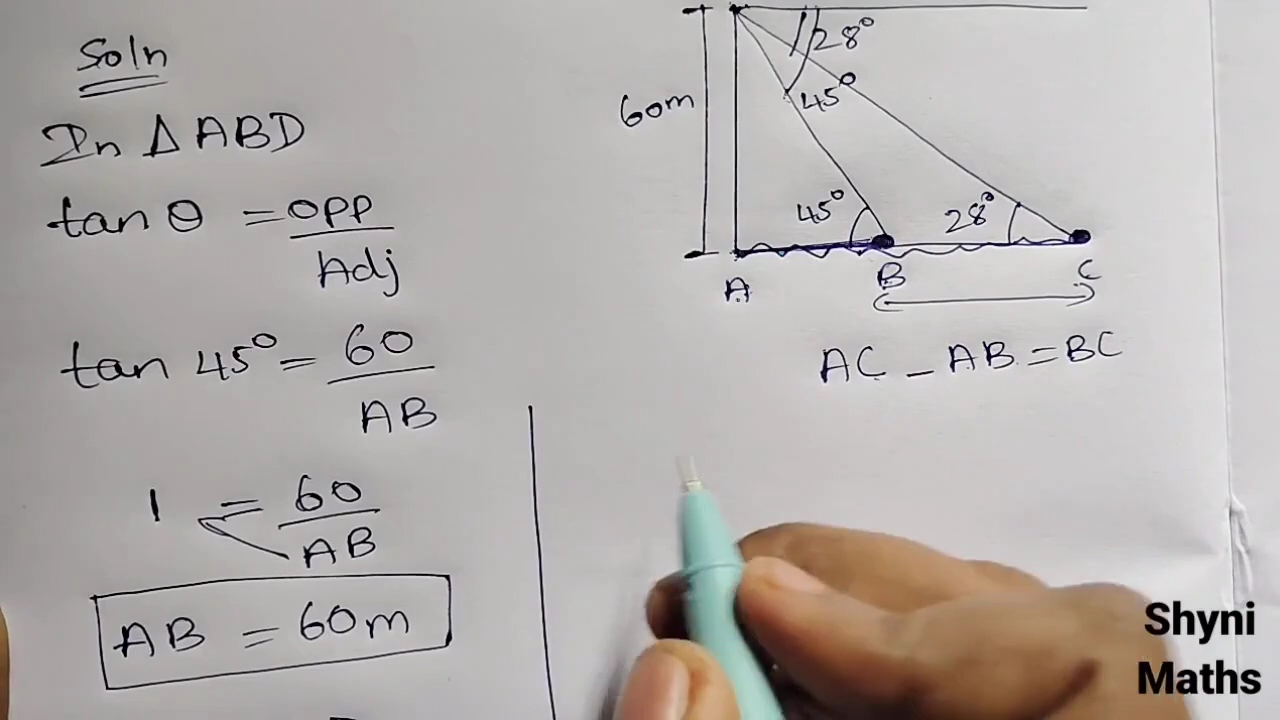 Soln
In Δ ABD
tan θ = opp / Adj
tan 45° = 60 / AB
1 = 60 / AB
AB = 60m
28°
45°
60m
45°
28°
A
B
C
AC - AB = BC
Shyni
Maths